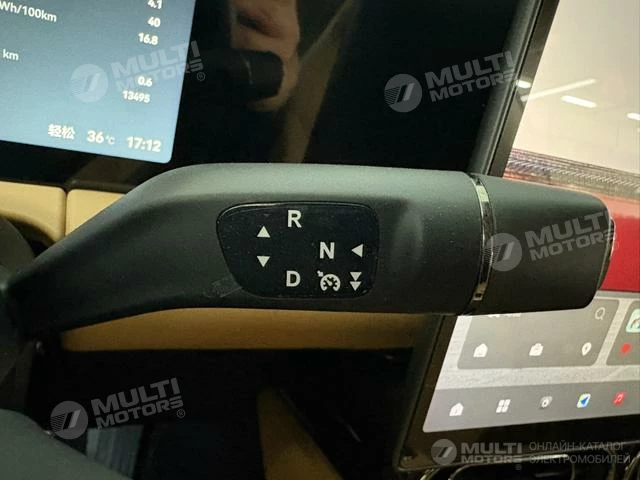 Wh/100km
4.1
40
16.8
km
0.6
13495
轻松 36℃ 17:12
R
N
D
MULTI MOTORS®
MULTI MOTORS®
MULTI MOTORS®
MULTI MOTORS®
MULTI MOTORS
ОНЛАЙН-КАТАЛОГ
ЭЛЕКТРОМОБИЛЕЙ